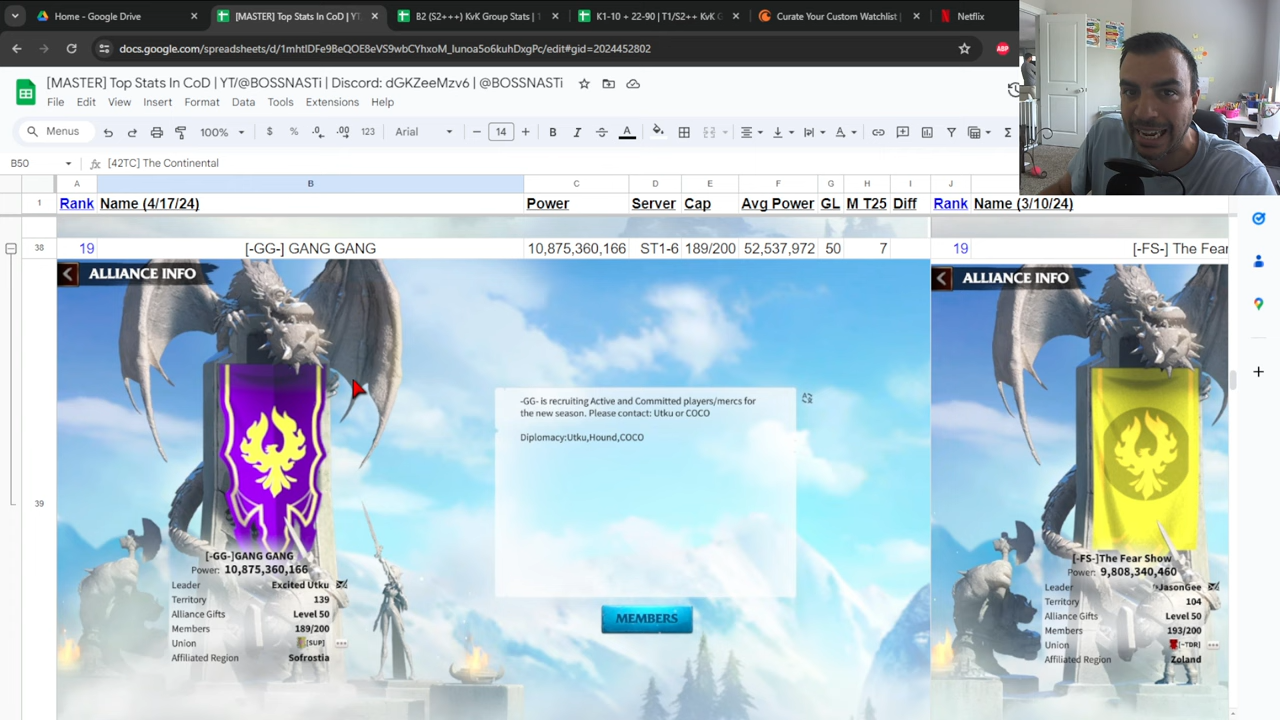 Home - Google Drive
[MASTER] Top Stats In CoD | YT
B2 (S2+++) KvK Group Stats | 1
K1-10 + 22-90 | T1/S2++ KvK G
Curate Your Custom Watchlist
Netflix
docs.google.com/spreadsheets/d/1mhtIDFe9BeQOE8eVS9wbCYhxoM_Iunoa5o6kuhDxgPc/edit#gid=2024452802
ABP
[MASTER] Top Stats In CoD | YT/@BOSSNASTi | Discord: dGKZeeMzv6 | @BOSSNASTi
File Edit View Insert Format Data Tools Extensions Help
Menus 100% $ % .0 .00 123 Arial 14 B I S A
B50 fx [42TC] The Continental
A B C D E F G H I J
1 Rank Name (4/17/24) Power Server Cap Avg Power GL M T25 Diff Rank Name (3/10/24)
38 19 [-GG-] GANG GANG 10,875,360,166 ST1-6 189/200 52,537,972 50 7 19 [-FS-] The Fear
39
ALLIANCE INFO
-GG- is recruiting Active and Committed players/mercs for
the new season. Please contact: Utku or COCO
Diplomacy:Utku,Hound,COCO
MEMBERS
[-GG-]GANG GANG
Power: 10,875,360,166
Leader Excited Utku
Territory 139
Alliance Gifts Level 50
Members 189/200
Union [SUP]
Affiliated Region Sofrostia
ALLIANCE INFO
[-FS-]The Fear Show
Power: 9,808,340,460
Leader JasonGee
Territory 104
Alliance Gifts Level 50
Members 193/200
Union [~TDR]
Affiliated Region Zoland